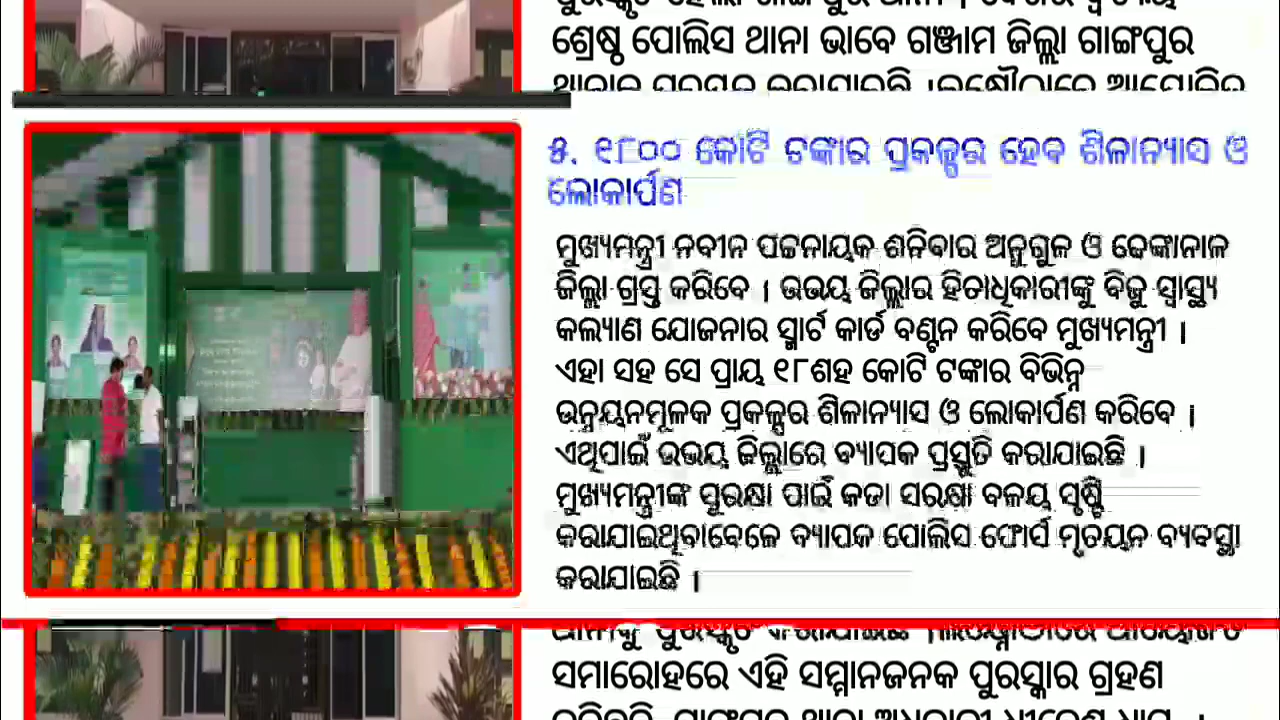 ଶ୍ରେଷ୍ଠ ପୋଲିସ ଥାନା ଭାବେ ଗଞ୍ଜାମ ଜିଲ୍ଲା ଗାଙ୍ଗପୁର
୫. ୧୮୦୦ କୋଟି ଟଙ୍କାର ପ୍ରକଳ୍ପର ହେବ ଶିଳାନ୍ୟାସ ଓ
ଲୋକାର୍ପଣ
ମୁଖ୍ୟମନ୍ତ୍ରୀ ନବୀନ ପଟ୍ଟନାୟକ ଶନିବାର ଅନୁଗୁଳ ଓ ଢେଙ୍କାନାଳ
ଜିଲ୍ଲା ଗ୍ରସ୍ତ କରିବେ । ଉଭୟ ଜିଲ୍ଲାର ହିତାଧିକାରୀଙ୍କୁ ବିଜୁ ସ୍ୱାସ୍ଥ୍ୟ
କଲ୍ୟାଣ ଯୋଜନାର ସ୍ମାର୍ଟ କାର୍ଡ ବଣ୍ଟନ କରିବେ ମୁଖ୍ୟମନ୍ତ୍ରୀ ।
ଏହା ସହ ସେ ପ୍ରାୟ ୧୮ଶହ କୋଟି ଟଙ୍କାର ବିଭିନ୍ନ
ଉନ୍ନୟନମୂଳକ ପ୍ରକଳ୍ପର ଶିଳାନ୍ୟାସ ଓ ଲୋକାର୍ପଣ କରିବେ ।
ଏଥିପାଇଁ ଉଭୟ ଜିଲ୍ଲାରେ ବ୍ୟାପକ ପ୍ରସ୍ତୁତି କରାଯାଇଛି ।
ମୁଖ୍ୟମନ୍ତ୍ରୀଙ୍କ ସୁରକ୍ଷା ପାଇଁ କଡା ସରକ୍ଷା ବଳୟ ସୃଷ୍ଟି
କରାଯାଇଥିବାବେଳେ ବ୍ୟାପକ ପୋଲିସ ଫୋର୍ସ ମୁତୟନ ବ୍ୟବସ୍ଥା
କରାଯାଇଛି ।
ସମାରୋହରେ ଏହି ସମ୍ମାନଜନକ ପୁରସ୍କାର ଗ୍ରହଣ